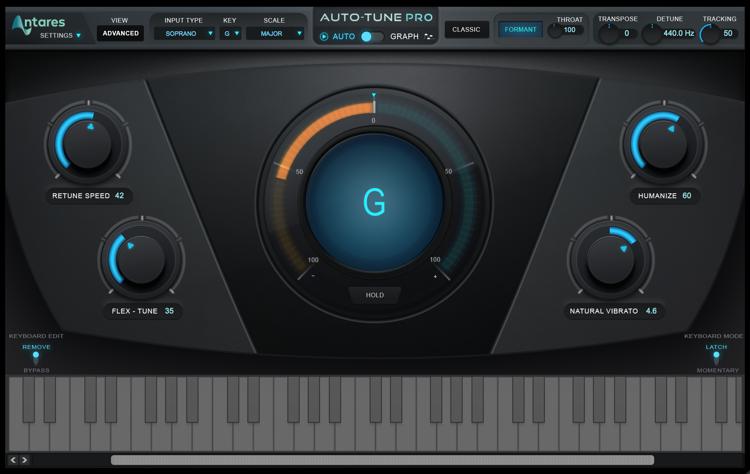 Antares
SETTINGS
VIEW
ADVANCED
INPUT TYPE
SOPRANO
KEY
G
SCALE
MAJOR
AUTO-TUNE PRO
AUTO
GRAPH
CLASSIC
FORMANT
THROAT
100
TRANSPOSE
0
DETUNE
440.0 Hz
TRACKING
50
0
50
50
G
100
100
-
+
HOLD
RETUNE SPEED 42
FLEX - TUNE 35
HUMANIZE 60
NATURAL VIBRATO 4.6
KEYBOARD EDIT
REMOVE
BYPASS
KEYBOARD MODE
LATCH
MOMENTARY